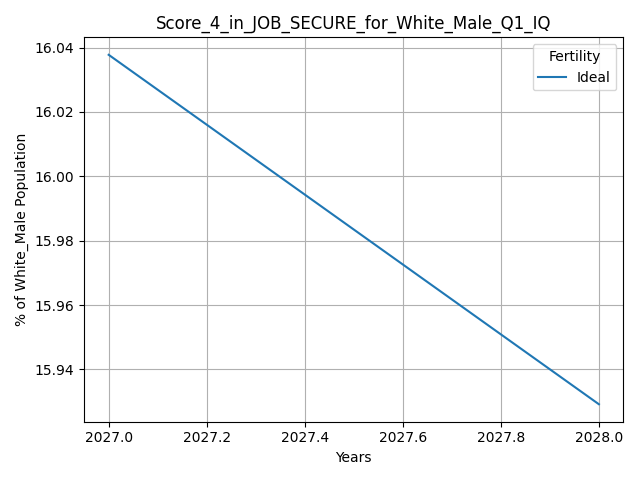 Score_4_in_JOB_SECURE_for_White_Male_Q1_IQ
Fertility
Ideal
% of White_Male Population
16.04
16.02
16.00
15.98
15.96
15.94
2027.0 2027.2 2027.4 2027.6 2027.8 2028.0
Years